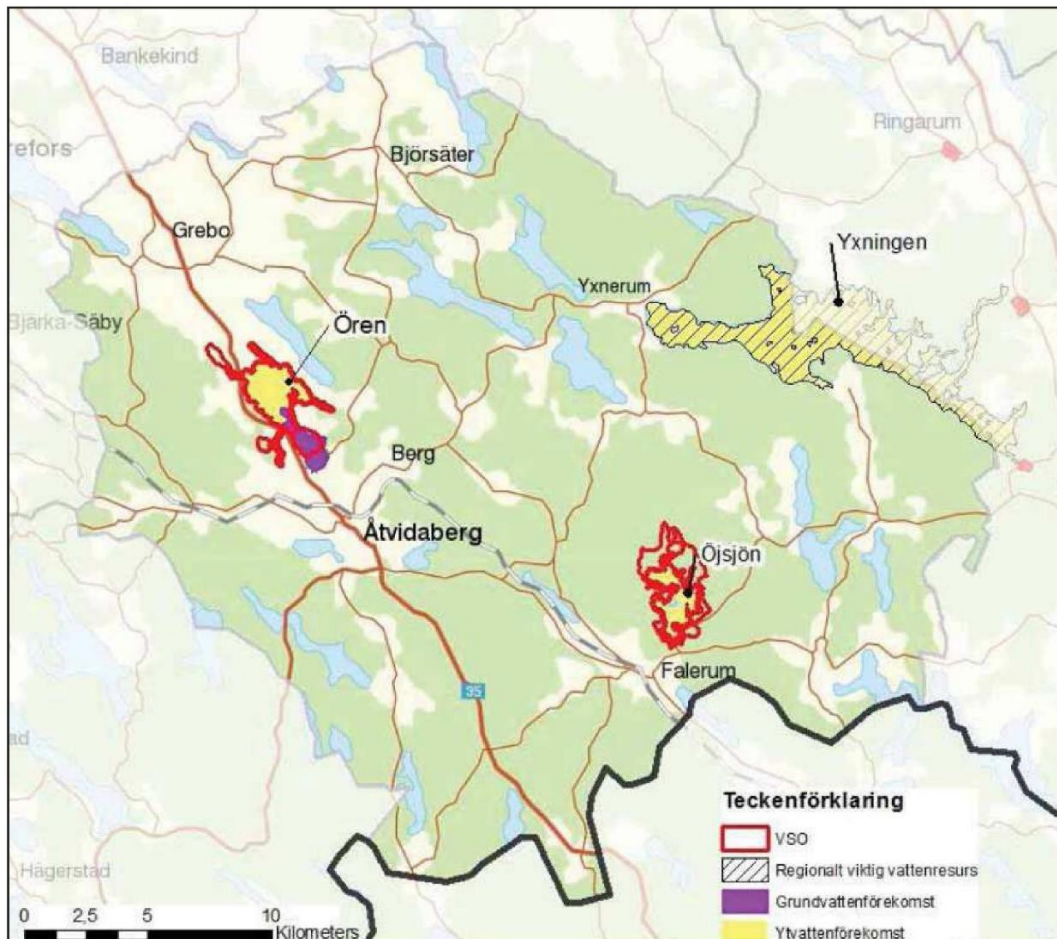 Bankekind
refors
Ringarum
Björsäter
Grebo
Yxningen
Yxnerum
Bjärka-Säby
Ören
Berg
Åtvidaberg
Öjsjön
Falerum
35
ad
Hägerstad
Teckenförklaring
VSO
Regionalt viktig vattenresurs
Grundvattenförekomst
Ytvattenförekomst
0 2,5 5 10
Kilometers